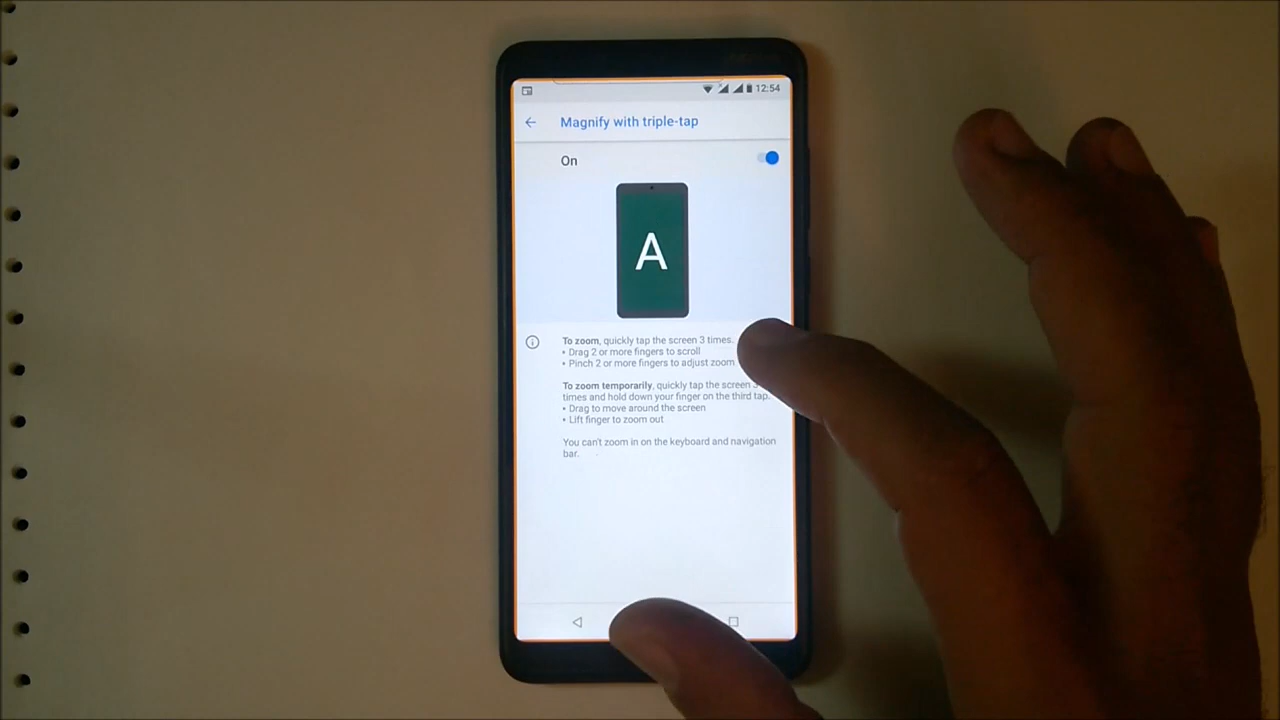 12:54
Magnify with triple-tap
On
A
To zoom, quickly tap the screen 3 times.
• Drag 2 or more fingers to scroll
• Pinch 2 or more fingers to adjust zoom
To zoom temporarily, quickly tap the screen 3
times and hold down your finger on the third tap.
• Drag to move around the screen
• Lift finger to zoom out
You can't zoom in on the keyboard and navigation
bar.